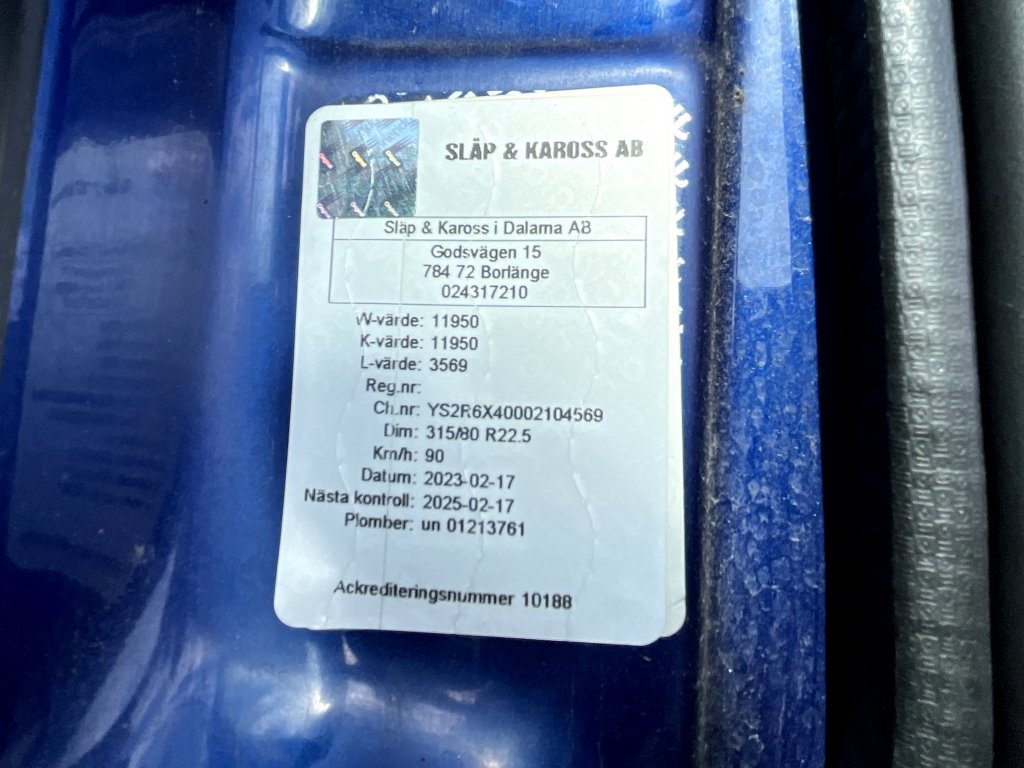 SLÄP & KAROSS AB
Släp & Kaross i Dalarna AB
Godsvägen 15
784 72 Borlänge
024317210
W-värde: 11950
K-värde: 11950
L-värde: 3569
Reg.nr:
Ch.nr: YS2R6X40002104569
Dim: 315/80 R22.5
Km/h: 90
Datum: 2023-02-17
Nästa kontroll: 2025-02-17
Plomber: un 01213761
Ackrediteringsnummer 10188